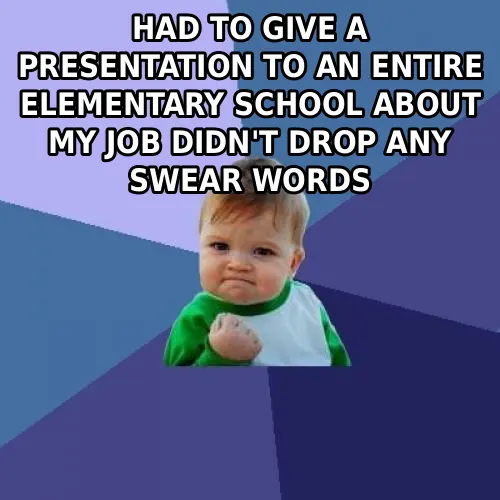 HAD TO GIVE A
PRESENTATION TO AN ENTIRE
ELEMENTARY SCHOOL ABOUT
MY JOB DIDN'T DROP ANY
SWEAR WORDS